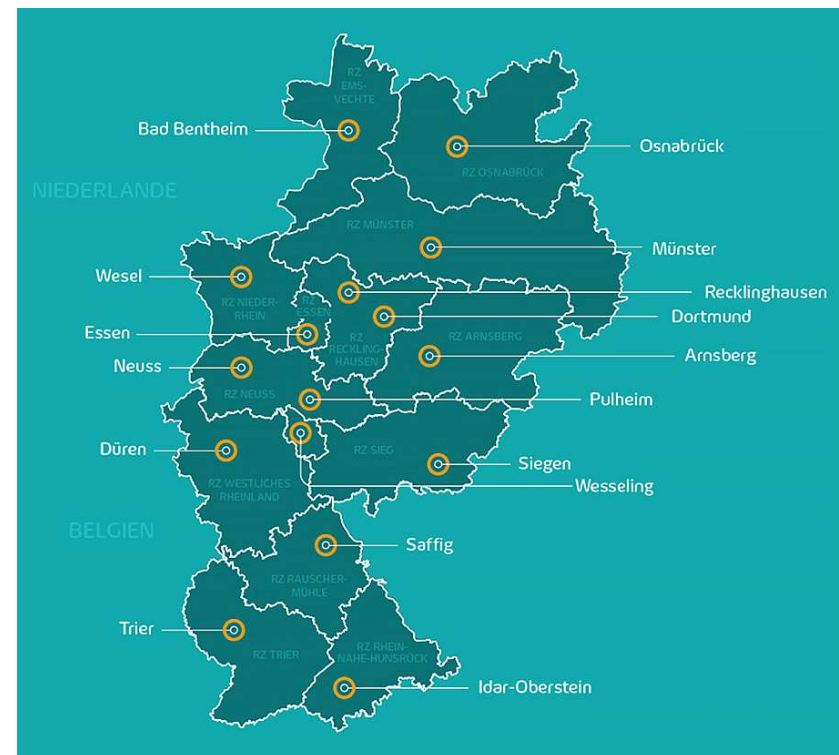 RZ
EMS-
VECHTE
Bad Bentheim
Osnabrück
RZ OSNABRÜCK
NIEDERLANDE
RZ MÜNSTER
Münster
Wesel
Recklinghausen
RZ NIEDER-
RHEIN
RZ
ESSEN
Dortmund
Essen
RZ
RECKLING-
HAUSEN
RZ ARNSBERG
Arnsberg
Neuss
RZ NEUSS
Pulheim
Düren
RZ SIEG
Siegen
RZ WESTLICHES
RHEINLAND
Wesseling
BELGIEN
Saffig
RZ RAUSCHER-
MÜHLE
Trier
RZ TRIER
RZ RHEIN-
NAHE-HUNSRÜCK
Idar-Oberstein